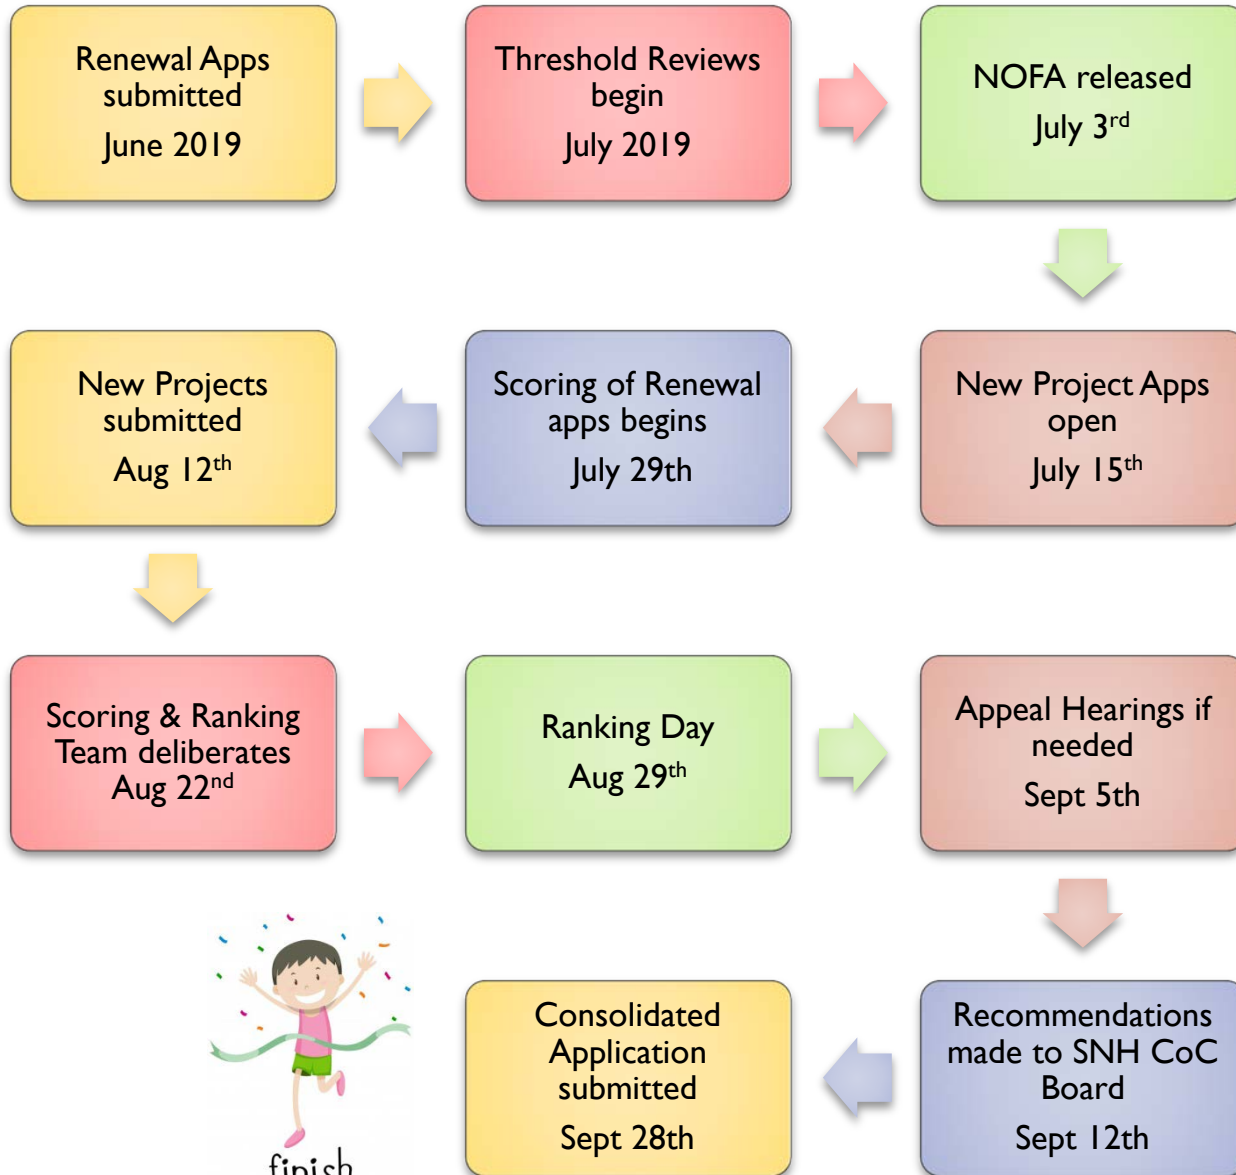 Renewal Apps
submitted
June 2019
Threshold Reviews
begin
July 2019
NOFA released
July 3rd
New Project Apps
open
July 15th
Scoring of Renewal
apps begins
July 29th
New Projects
submitted
Aug 12th
Scoring & Ranking
Team deliberates
Aug 22nd
Ranking Day
Aug 29th
Appeal Hearings if
needed
Sept 5th
Recommendations
made to SNH CoC
Board
Sept 12th
Consolidated
Application
submitted
Sept 28th
finish